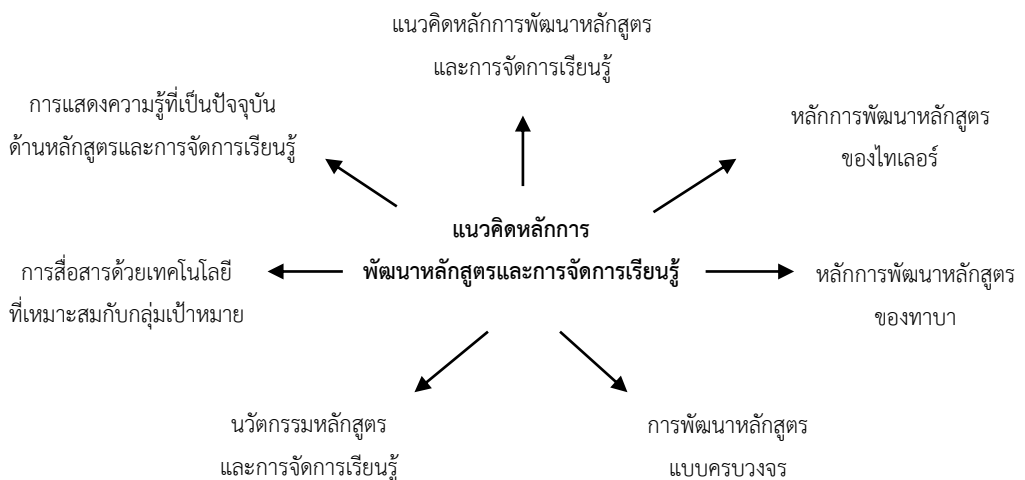 แนวคิดหลักการพัฒนาหลักสูตร
และการจัดการเรียนรู้
การแสดงความรู้ที่เป็นปัจจุบัน
ด้านหลักสูตรและการจัดการเรียนรู้
หลักการพัฒนาหลักสูตร
ของไทเลอร์
แนวคิดหลักการ
พัฒนาหลักสูตรและการจัดการเรียนรู้
การสื่อสารด้วยเทคโนโลยี
ที่เหมาะสมกับกลุ่มเป้าหมาย
หลักการพัฒนาหลักสูตร
ของทาบา
นวัตกรรมหลักสูตร
และการจัดการเรียนรู้
การพัฒนาหลักสูตร
แบบครบวงจร